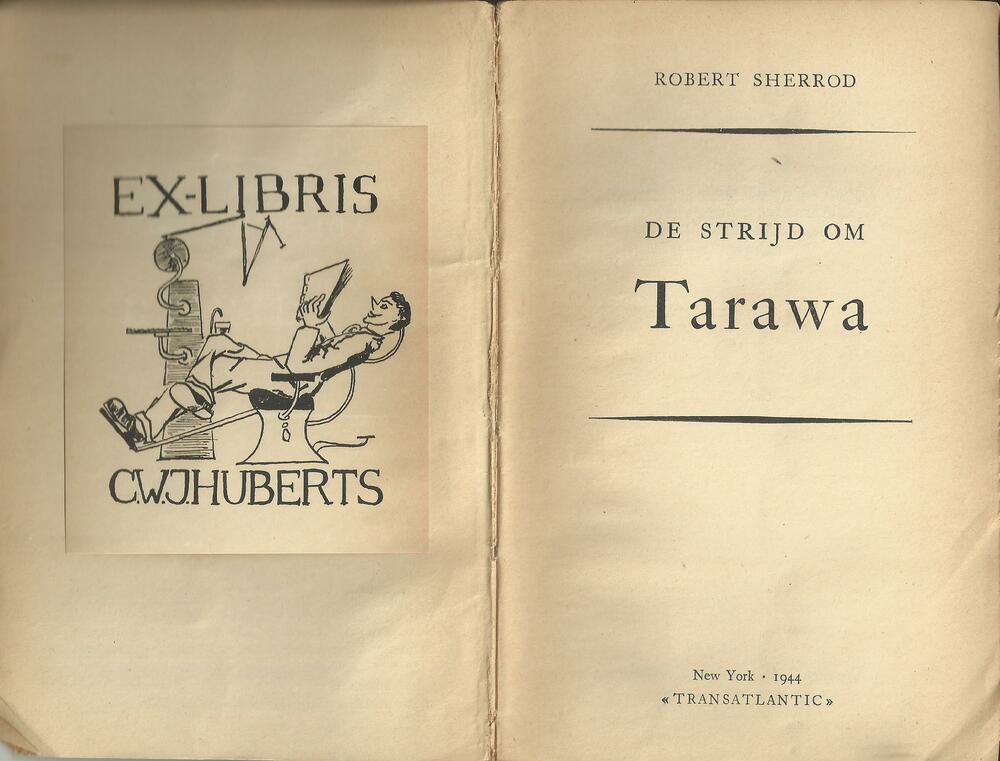 EX-LIBRIS
C.W.J.HUBERTS
ROBERT SHERROD
DE STRIJD OM
Tarawa
New York · 1944
«TRANSATLANTIC»